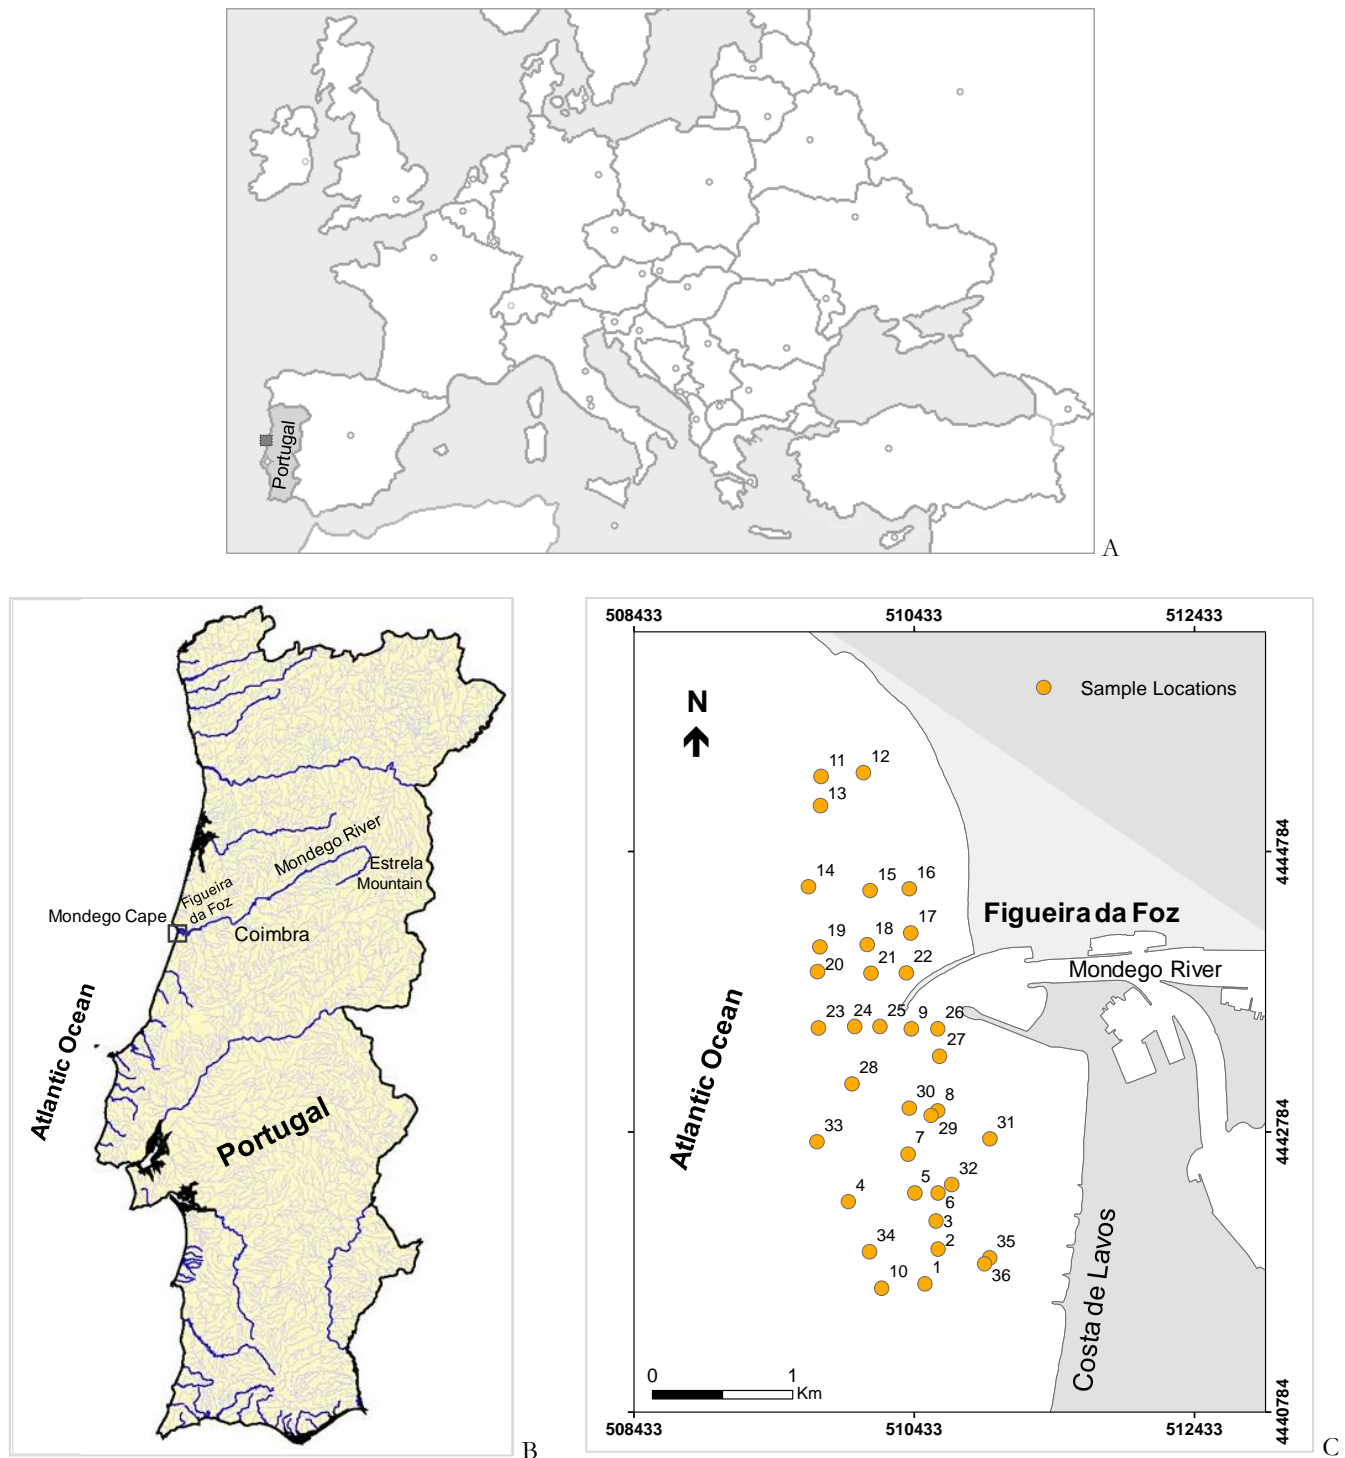 Portugal
A
Mondego River
Estrela
Mountain
Figueira
da Foz
Mondego Cape
Coimbra
Atlantic Ocean
Portugal
B
508433
510433
512433
Sample Locations
N
11
12
13
4444784
14
15
16
17
Figueira da Foz
19
18
20
21
22
Mondego River
23
24
25
9
26
27
Atlantic Ocean
28
30
8
29
33
31
4442784
7
32
4
5
6
3
34
2
35
36
10
1
Costa de Lavos
0
1
Km
4440784
508433
510433
512433
C